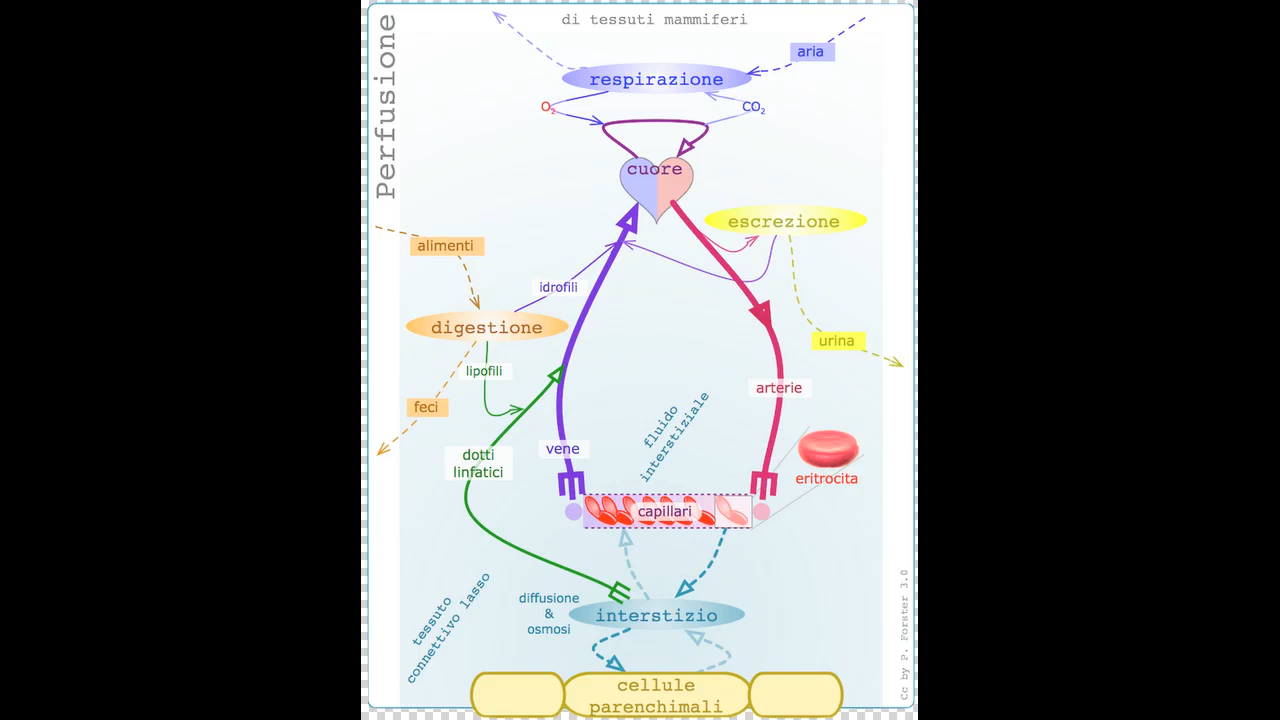 Perfusione
di tessuti mammiferi
aria
respirazione
O2
CO2
cuore
escrezione
alimenti
idrofili
digestione
urina
lipofili
arterie
feci
fluido
interstiziale
vene
dotti
linfatici
eritrocita
capillari
tessuto
connettivo lasso
diffusione
&
osmosi
interstizio
cellule
parenchimali
Cc by P. Forster 3.0